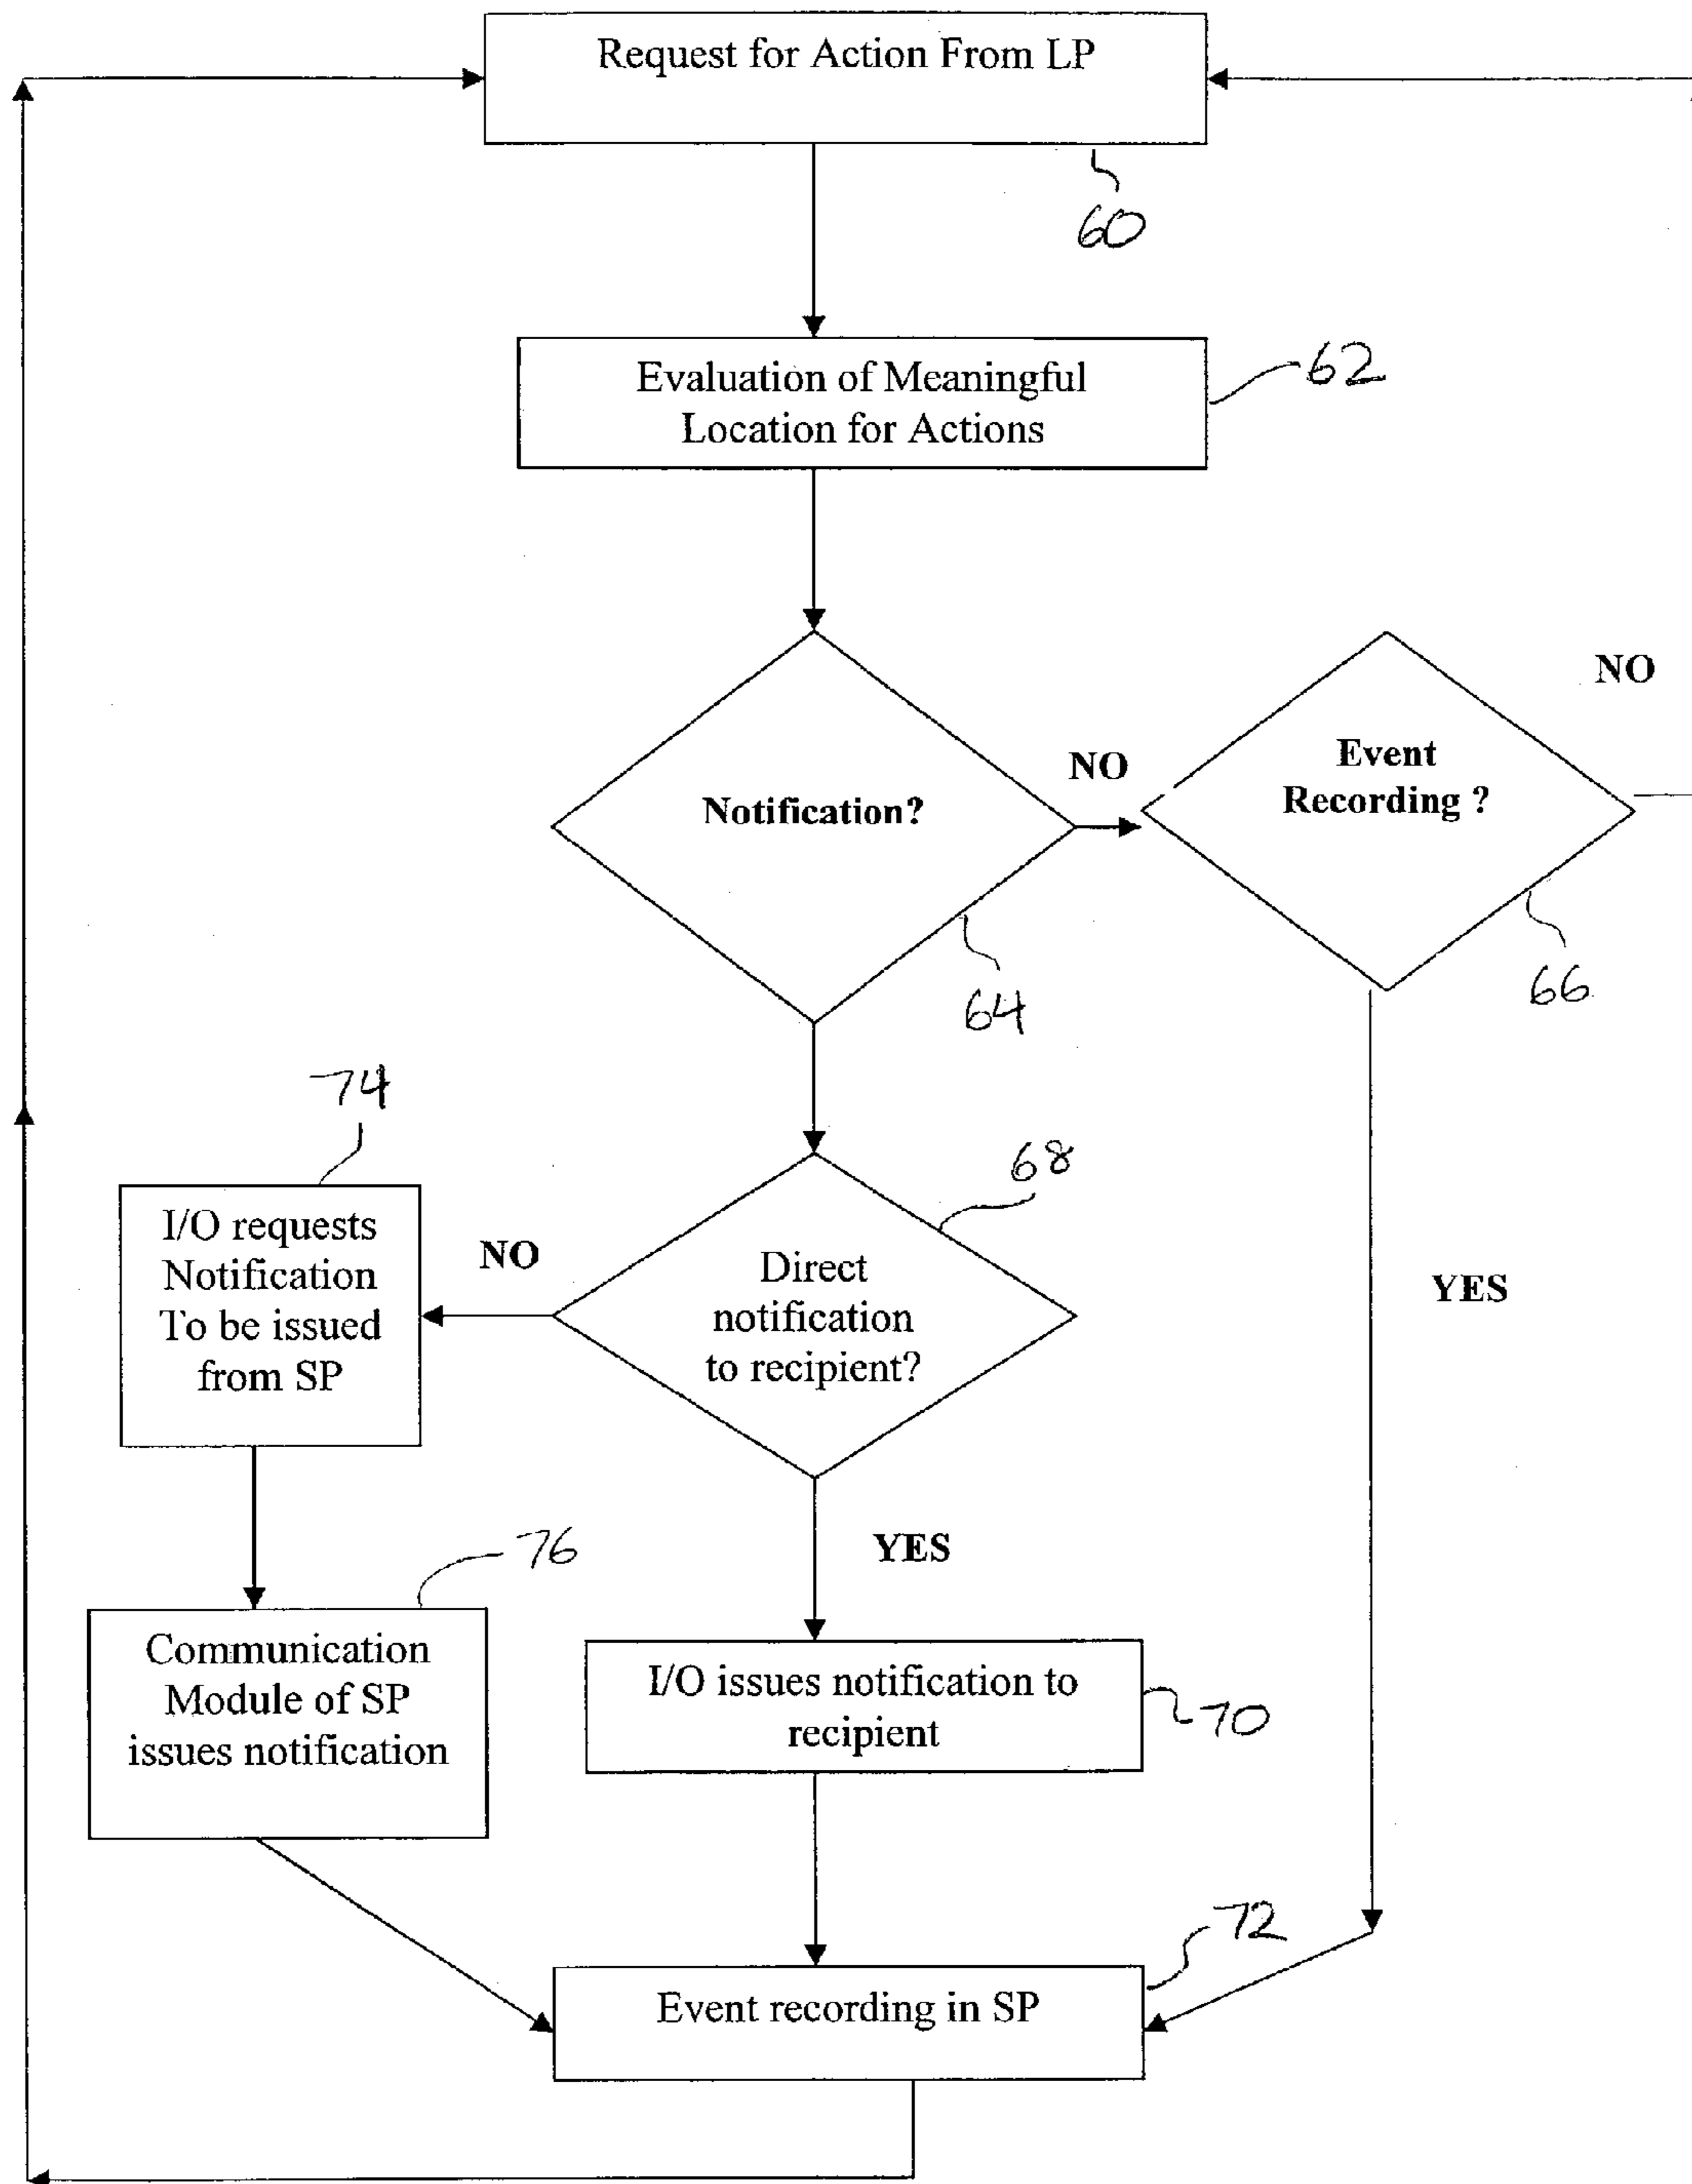 Request for Action From LP
60
Evaluation of Meaningful
Location for Actions
62
Notification?
64
NO
Event
Recording ?
NO
66
YES
Direct
notification
to recipient?
68
NO
74
I/O requests
Notification
To be issued
from SP
76
Communication
Module of SP
issues notification
YES
I/O issues notification to
recipient
70
72
Event recording in SP